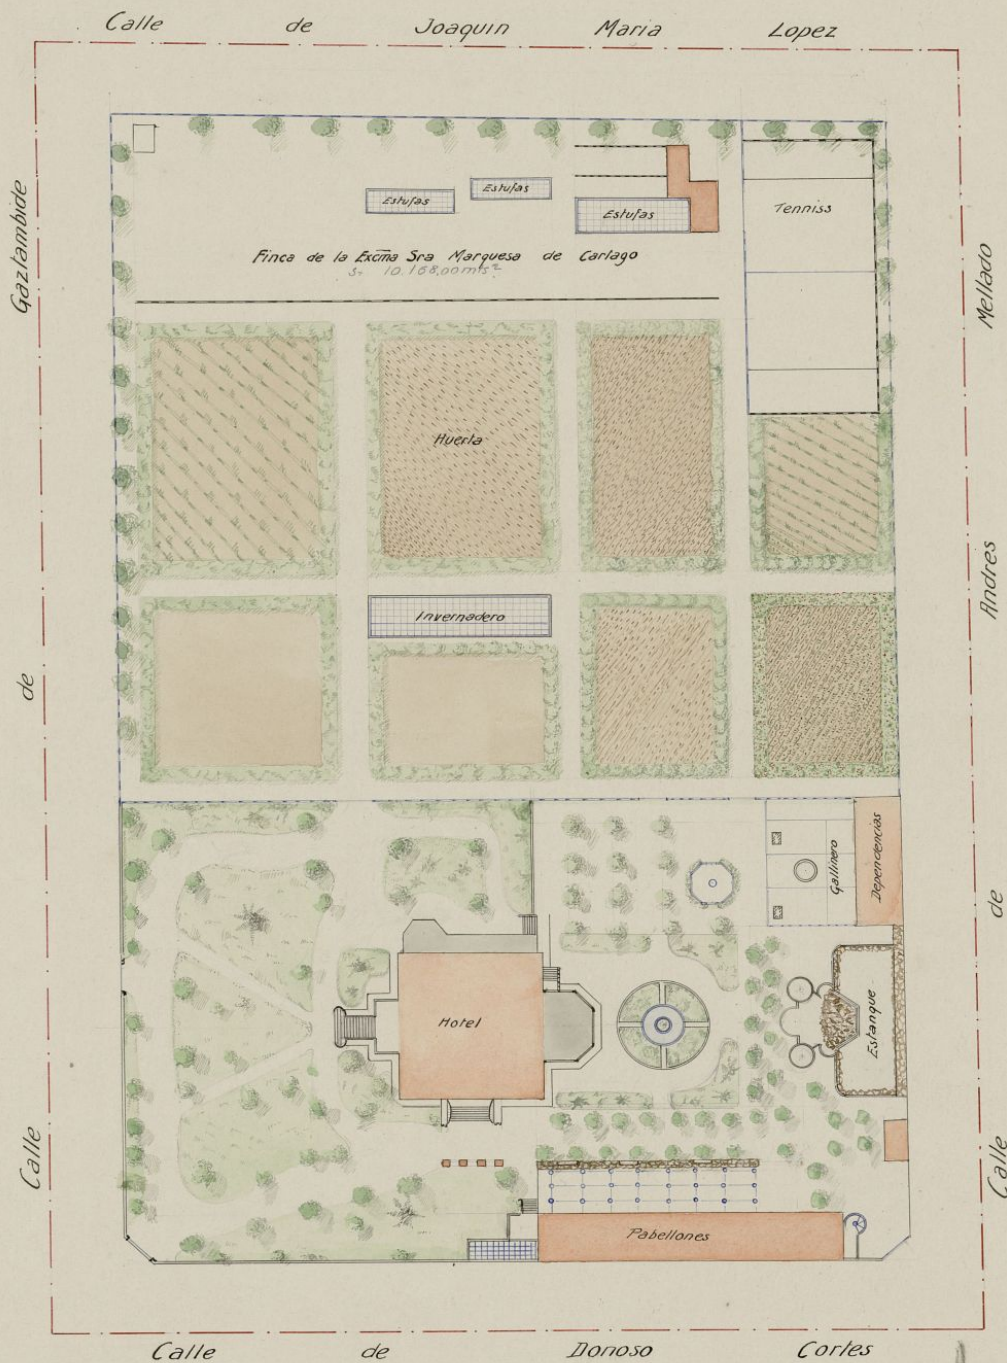 Calle de Joaquin Maria Lopez
Calle de Gaztambide
Estufas
Estufas
Estufas
Tenniss
Finca de la Excma Sra Marquesa de Cartago
S= 10.168,00 mts²
Huerta
Invernadero
Gallinero
Dependencias
Hotel
Estanque
Pabellones
Calle de Andres Mellado
Calle de Donoso Cortes